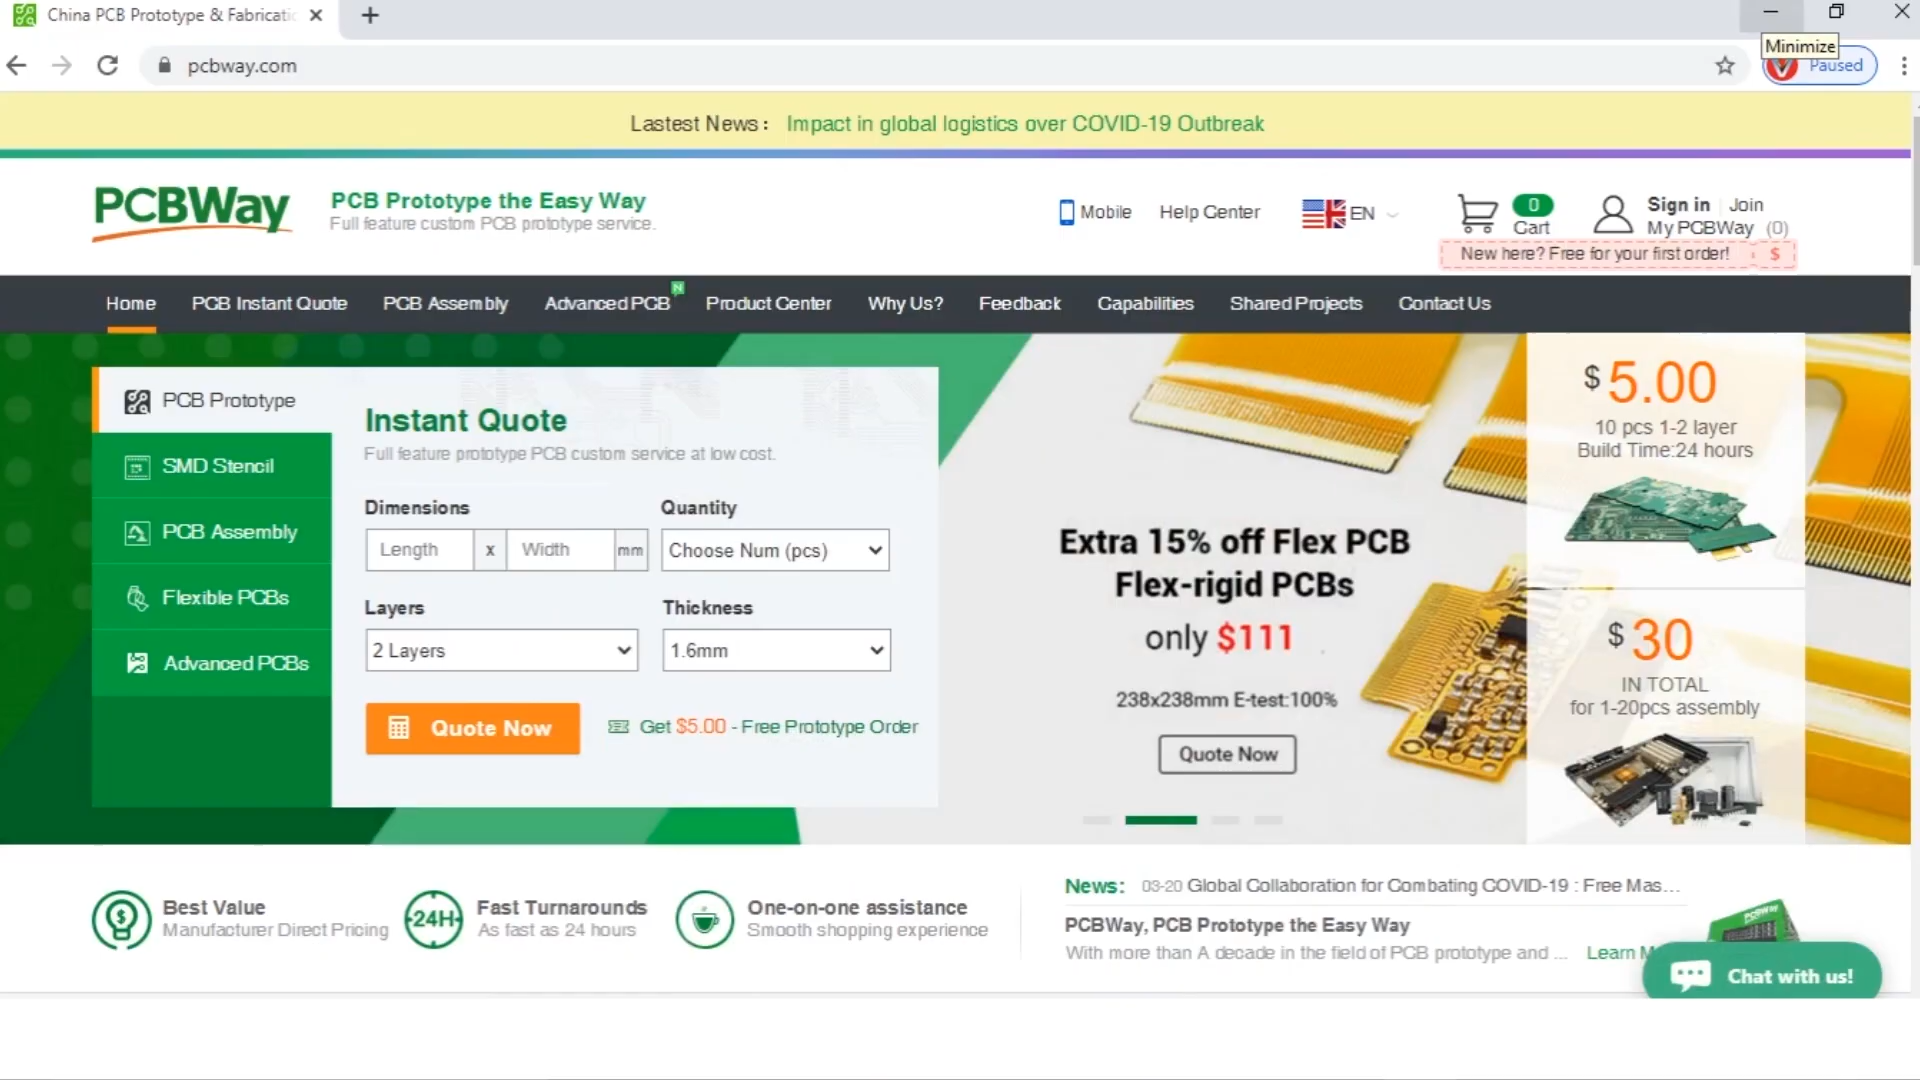 China PCB Prototype & Fabricatio
Minimize
pcbway.com
Paused
Lastest News : Impact in global logistics over COVID-19 Outbreak
PCBWay
PCB Prototype the Easy Way
Full feature custom PCB prototype service.
Mobile
Help Center
EN
0
Cart
Sign in
Join
My PCBWay (0)
New here? Free for your first order! $
Home
PCB Instant Quote
PCB Assembly
Advanced PCB
N
Product Center
Why Us?
Feedback
Capabilities
Shared Projects
Contact Us
PCB Prototype
SMD Stencil
PCB Assembly
Flexible PCBs
Advanced PCBs
Instant Quote
Full feature prototype PCB custom service at low cost.
Dimensions
Quantity
Length x Width mm
Choose Num (pcs)
Layers
Thickness
2 Layers
1.6mm
Quote Now
Get $5.00 - Free Prototype Order
Extra 15% off Flex PCB
Flex-rigid PCBs
only $111
238x238mm E-test:100%
Quote Now
$ 5.00
10 pcs 1-2 layer
Build Time:24 hours
$ 30
IN TOTAL
for 1-20pcs assembly
Best Value
Manufacturer Direct Pricing
24H
Fast Turnarounds
As fast as 24 hours
One-on-one assistance
Smooth shopping experience
News: 03-20 Global Collaboration for Combating COVID-19 : Free Mas...
PCBWay, PCB Prototype the Easy Way
With more than A decade in the field of PCB prototype and ... Learn M
PCBWay
Chat with us!